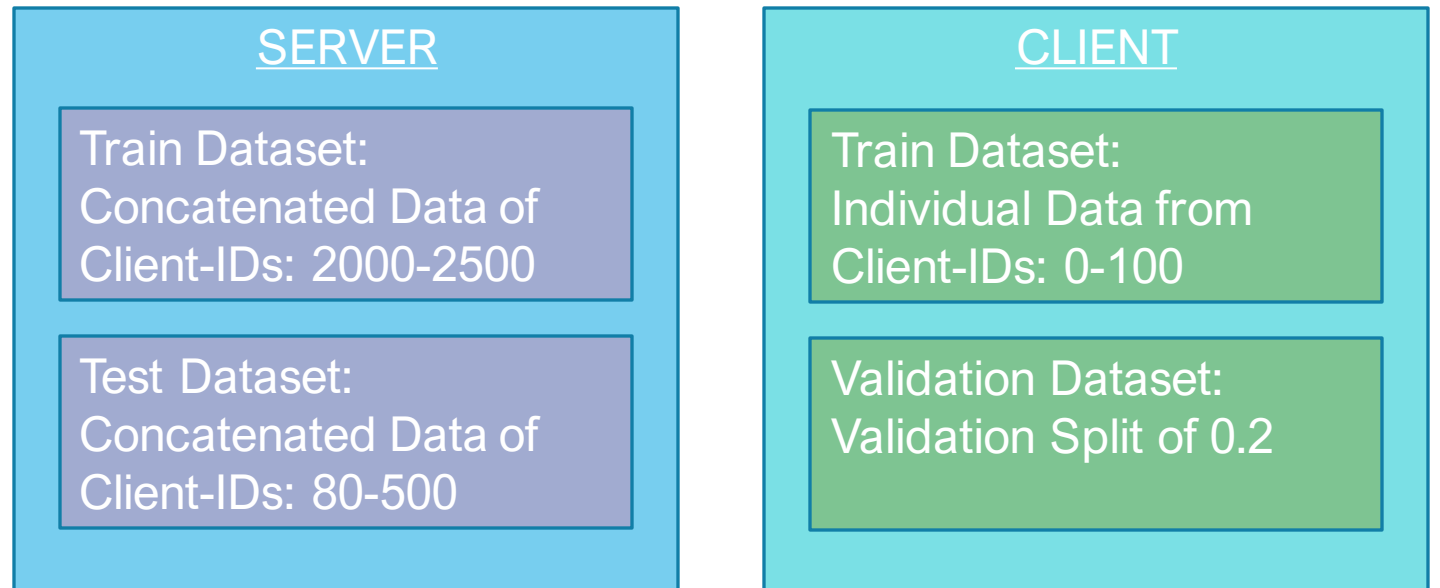 SERVER
Train Dataset:
Concatenated Data of
Client-IDs: 2000-2500
Test Dataset:
Concatenated Data of
Client-IDs: 80-500
CLIENT
Train Dataset:
Individual Data from
Client-IDs: 0-100
Validation Dataset:
Validation Split of 0.2